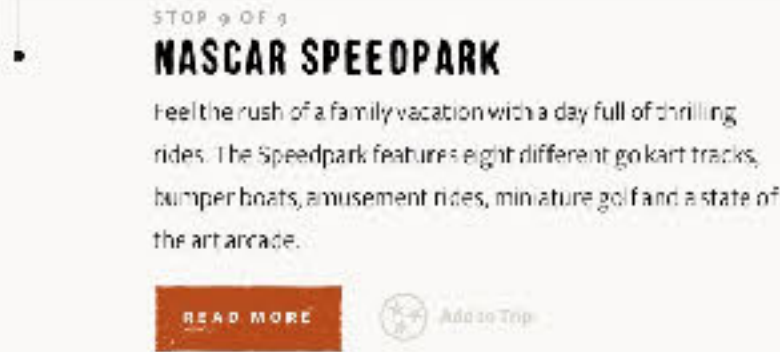 STOP 9 OF 9
NASCAR SPEEDPARK
Feel the rush of a family vacation with a day full of thrilling
rides. The Speedpark features eight different go kart tracks,
bumper boats, amusement rides, miniature golf and a state of
the art arcade.
READ MORE
Add to Trip